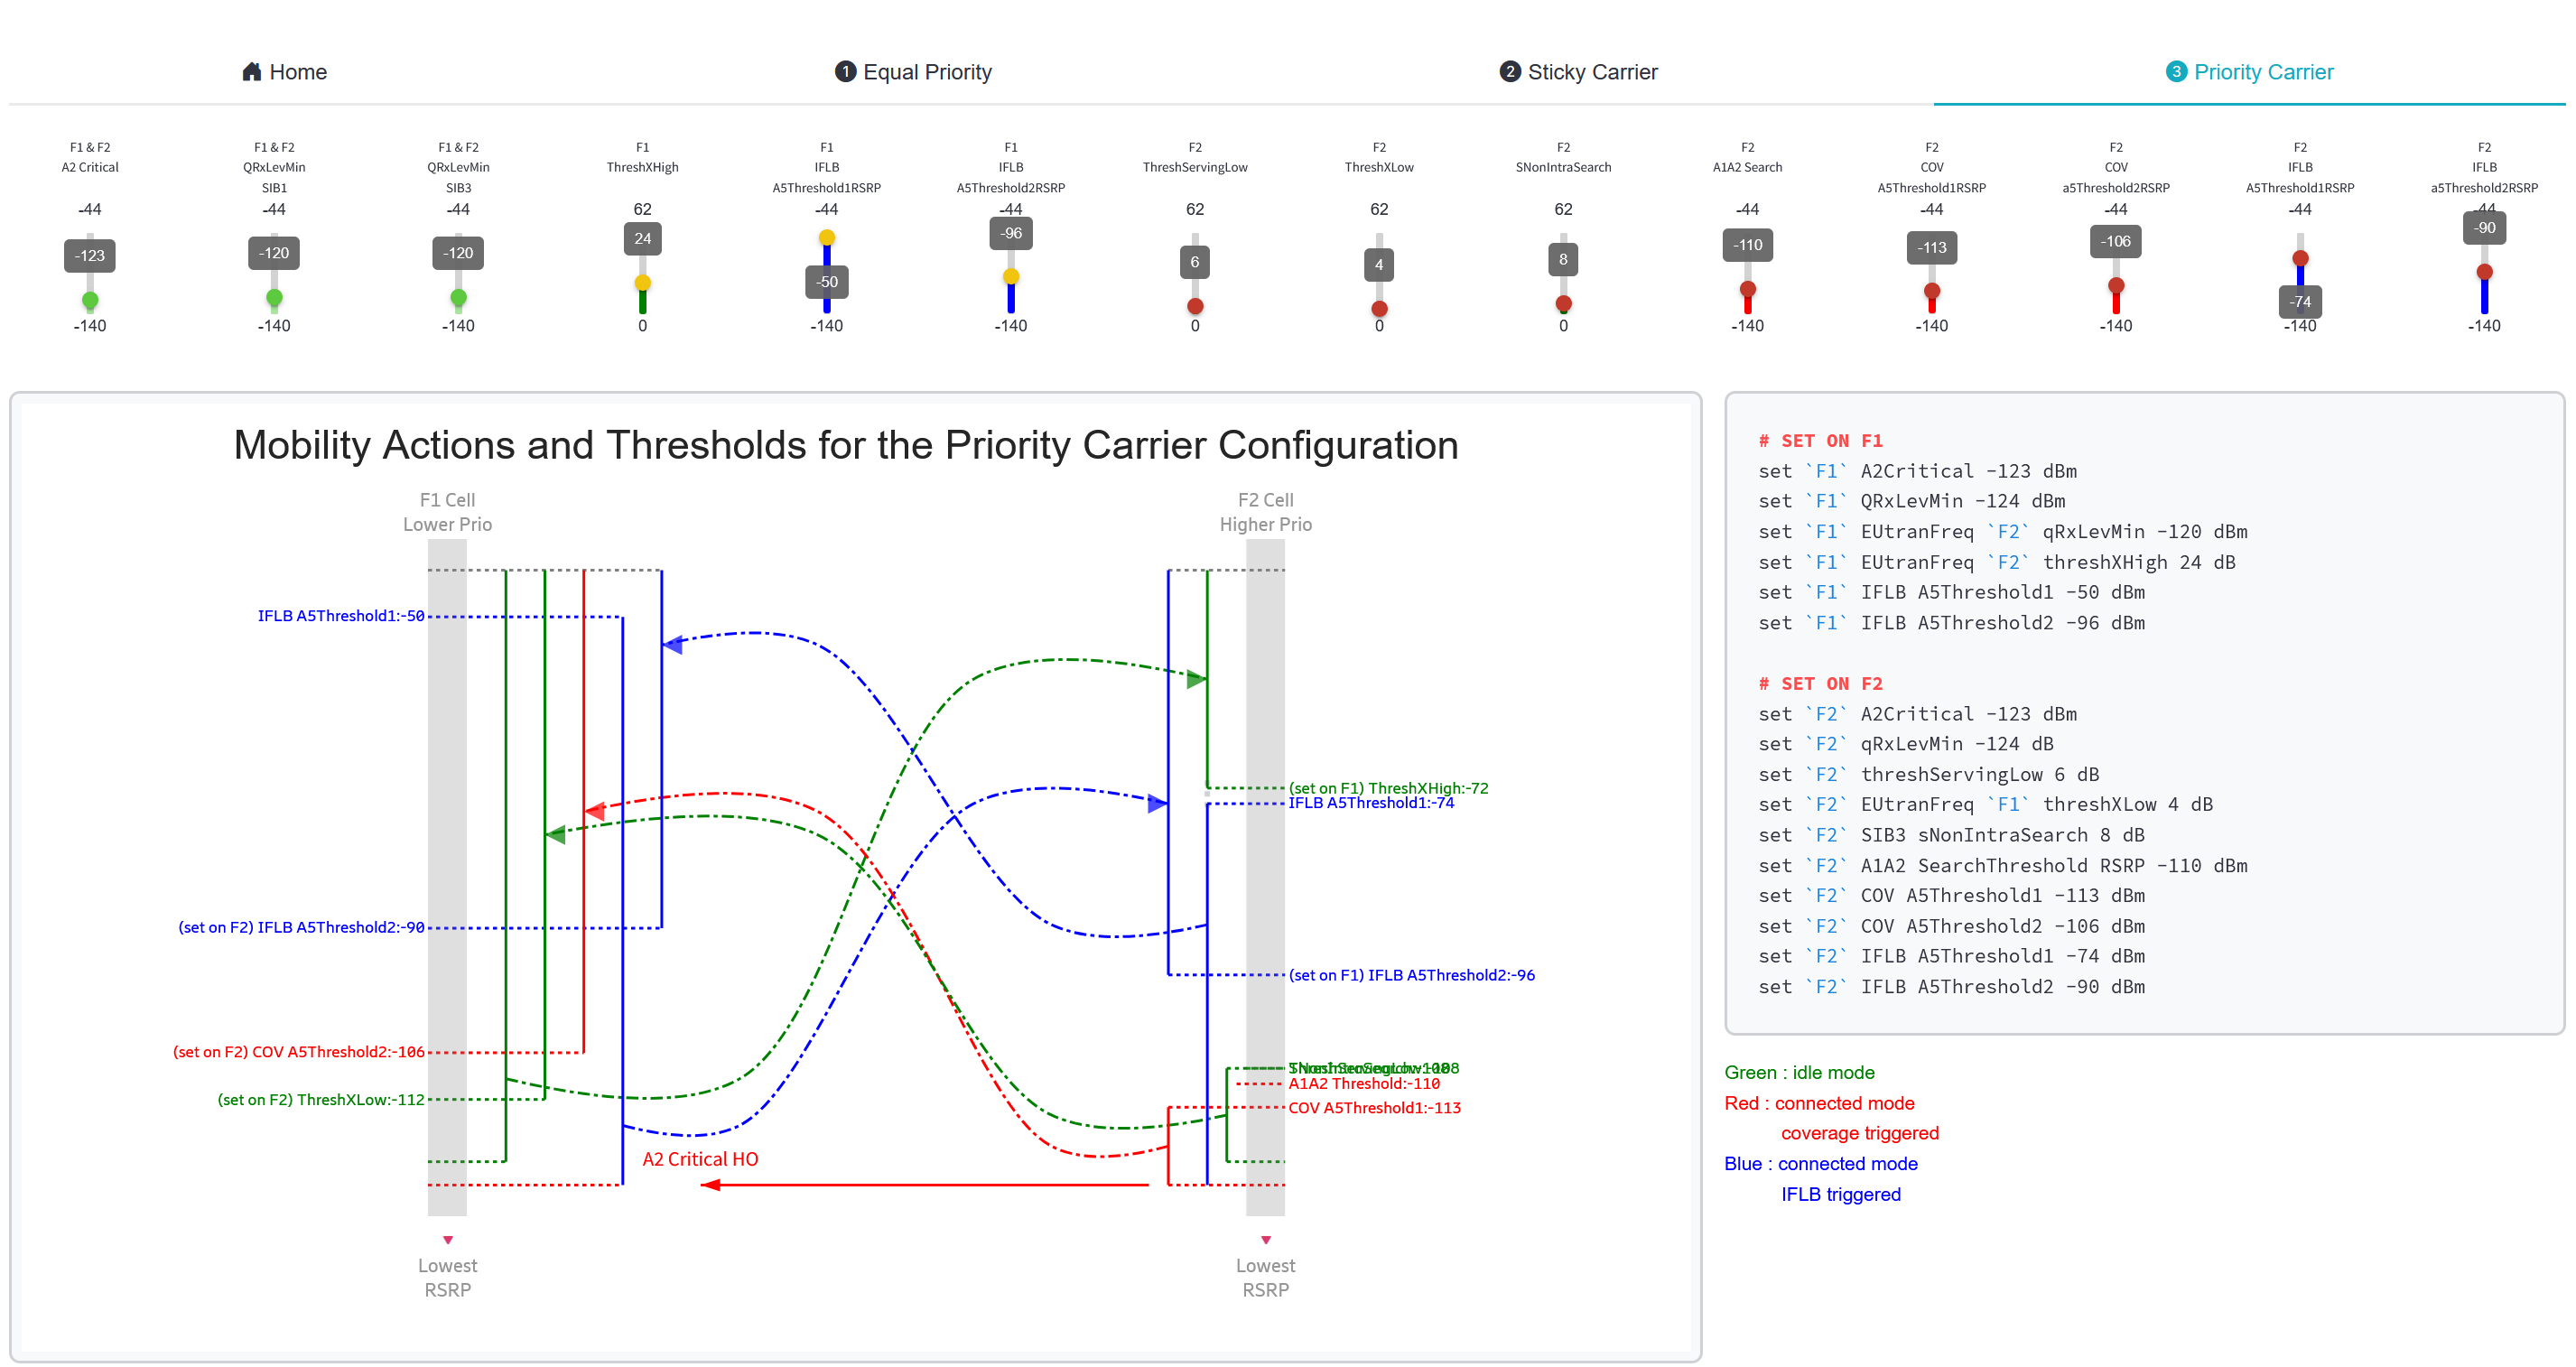 Home
1 Equal Priority
2 Sticky Carrier
3 Priority Carrier
F1 & F2
A2 Critical
-44
-123
-140
F1 & F2
QRxLevMin
SIB1
-44
-120
-140
F1 & F2
QRxLevMin
SIB3
-44
-120
-140
F1
ThreshXHigh
62
24
0
F1
IFLB
A5Threshold1RSRP
-44
-50
-140
F1
IFLB
A5Threshold2RSRP
-44
-96
-140
F2
ThreshServingLow
62
6
0
F2
ThreshXLow
62
4
0
F2
SNonIntraSearch
62
8
0
F2
A1A2 Search
-44
-110
-140
F2
COV
A5Threshold1RSRP
-44
-113
-140
F2
COV
a5Threshold2RSRP
-44
-106
-140
F2
IFLB
A5Threshold1RSRP
-44
-74
-140
F2
IFLB
a5Threshold2RSRP
-44
-90
-140
Mobility Actions and Thresholds for the Priority Carrier Configuration
F1 Cell
Lower Prio
F2 Cell
Higher Prio
IFLB A5Threshold1:-50
(set on F2) IFLB A5Threshold2:-90
(set on F2) COV A5Threshold2:-106
(set on F2) ThreshXLow:-112
(set on F1) ThreshXHigh:-72
IFLB A5Threshold1:-74
(set on F1) IFLB A5Threshold2:-96
A1A2 Threshold:-110
COV A5Threshold1:-113
A2 Critical HO
Lowest
RSRP
Lowest
RSRP
# SET ON F1
set `F1` A2Critical -123 dBm
set `F1` QRxLevMin -124 dBm
set `F1` EUtranFreq `F2` qRxLevMin -120 dBm
set `F1` EUtranFreq `F2` threshXHigh 24 dB
set `F1` IFLB A5Threshold1 -50 dBm
set `F1` IFLB A5Threshold2 -96 dBm
# SET ON F2
set `F2` A2Critical -123 dBm
set `F2` qRxLevMin -124 dB
set `F2` threshServingLow 6 dB
set `F2` EUtranFreq `F1` threshXLow 4 dB
set `F2` SIB3 sNonIntraSearch 8 dB
set `F2` A1A2 SearchThreshold RSRP -110 dBm
set `F2` COV A5Threshold1 -113 dBm
set `F2` COV A5Threshold2 -106 dBm
set `F2` IFLB A5Threshold1 -74 dBm
set `F2` IFLB A5Threshold2 -90 dBm
Green : idle mode
Red : connected mode
coverage triggered
Blue : connected mode
IFLB triggered